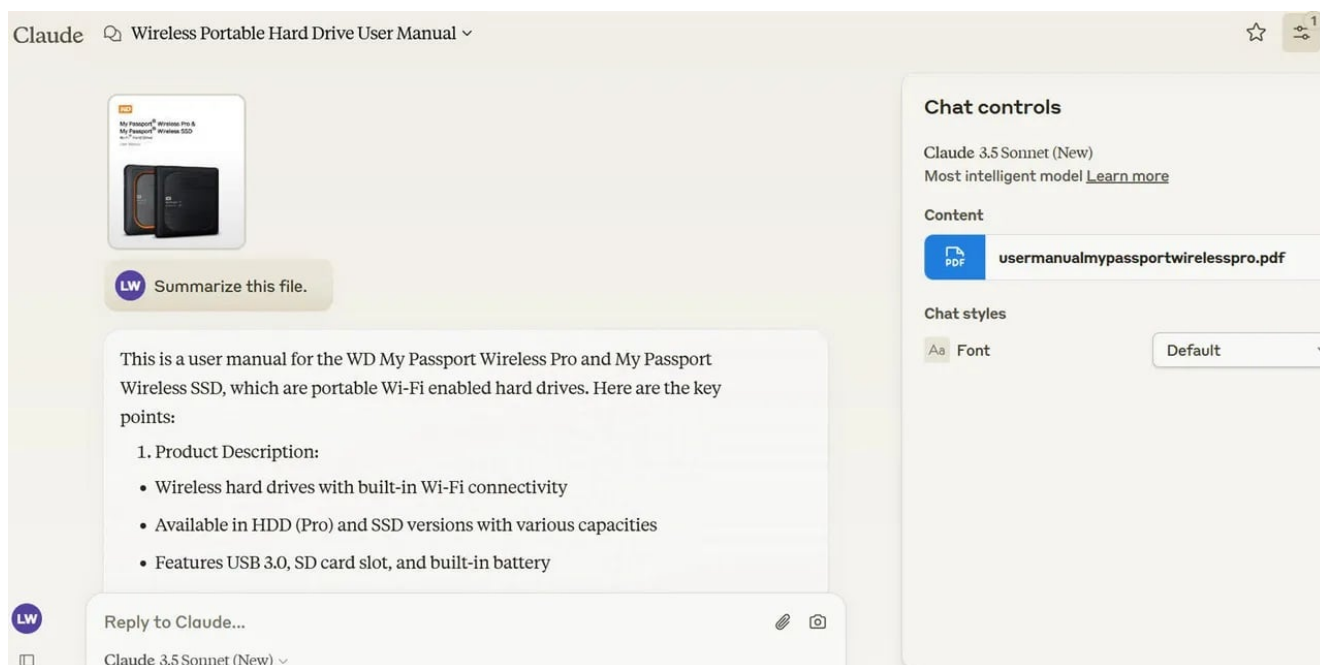 Claude
Wireless Portable Hard Drive User Manual
1
WD
My Passport® Wireless Pro &
My Passport® Wireless SSD
LW Summarize this file.
This is a user manual for the WD My Passport Wireless Pro and My Passport
Wireless SSD, which are portable Wi-Fi enabled hard drives. Here are the key
points:
1. Product Description:
• Wireless hard drives with built-in Wi-Fi connectivity
• Available in HDD (Pro) and SSD versions with various capacities
• Features USB 3.0, SD card slot, and built-in battery
LW
Reply to Claude...
Claude 3.5 Sonnet (New)
Chat controls
Claude 3.5 Sonnet (New)
Most intelligent model Learn more
Content
PDF usermanualmypassportwirelesspro.pdf
Chat styles
Aa Font Default